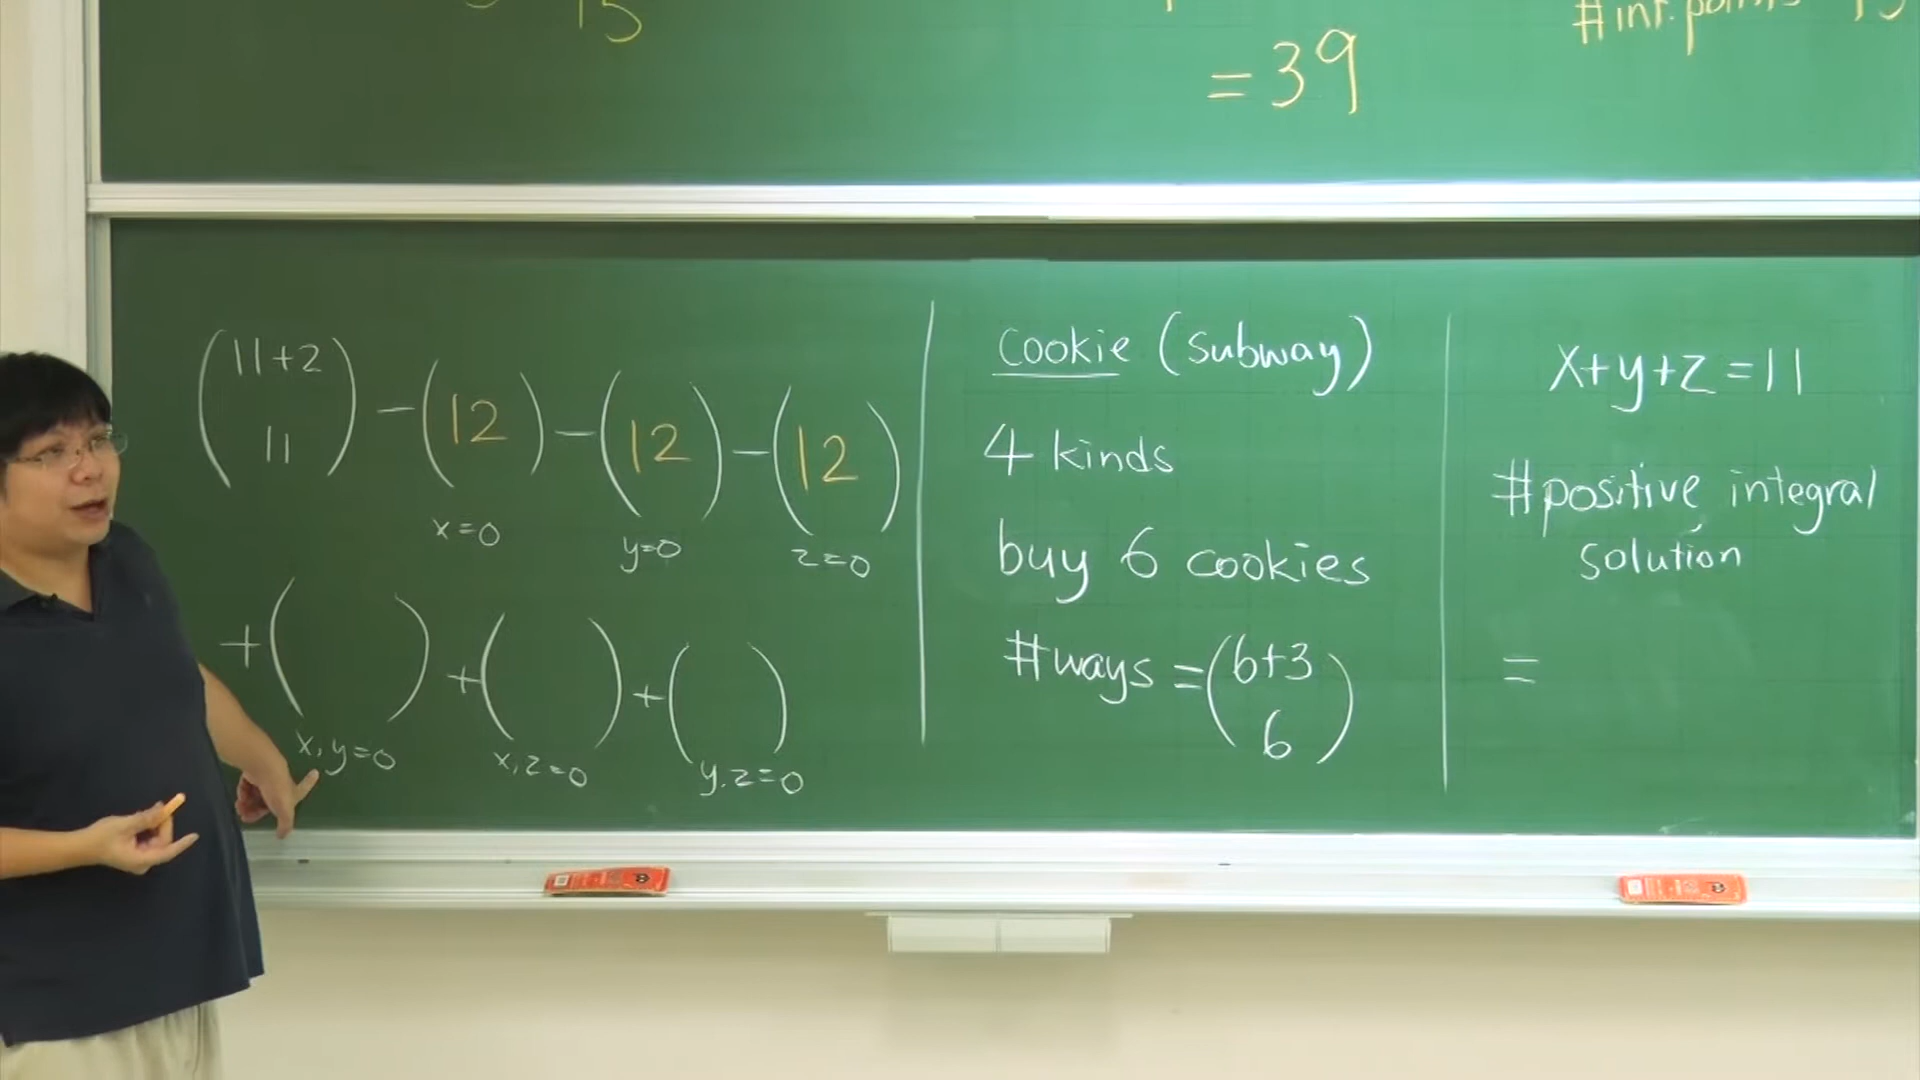 15
= 39
#int. points
(11+2
11) - (12) - (12) - (12)
x=0 y=0 z=0
+( ) +( ) +( )
x,y=0 x,z=0 y,z=0
Cookie (subway)
4 kinds
buy 6 cookies
#ways = (6+3
6)
x+y+z=11
#positive integral
solution
=